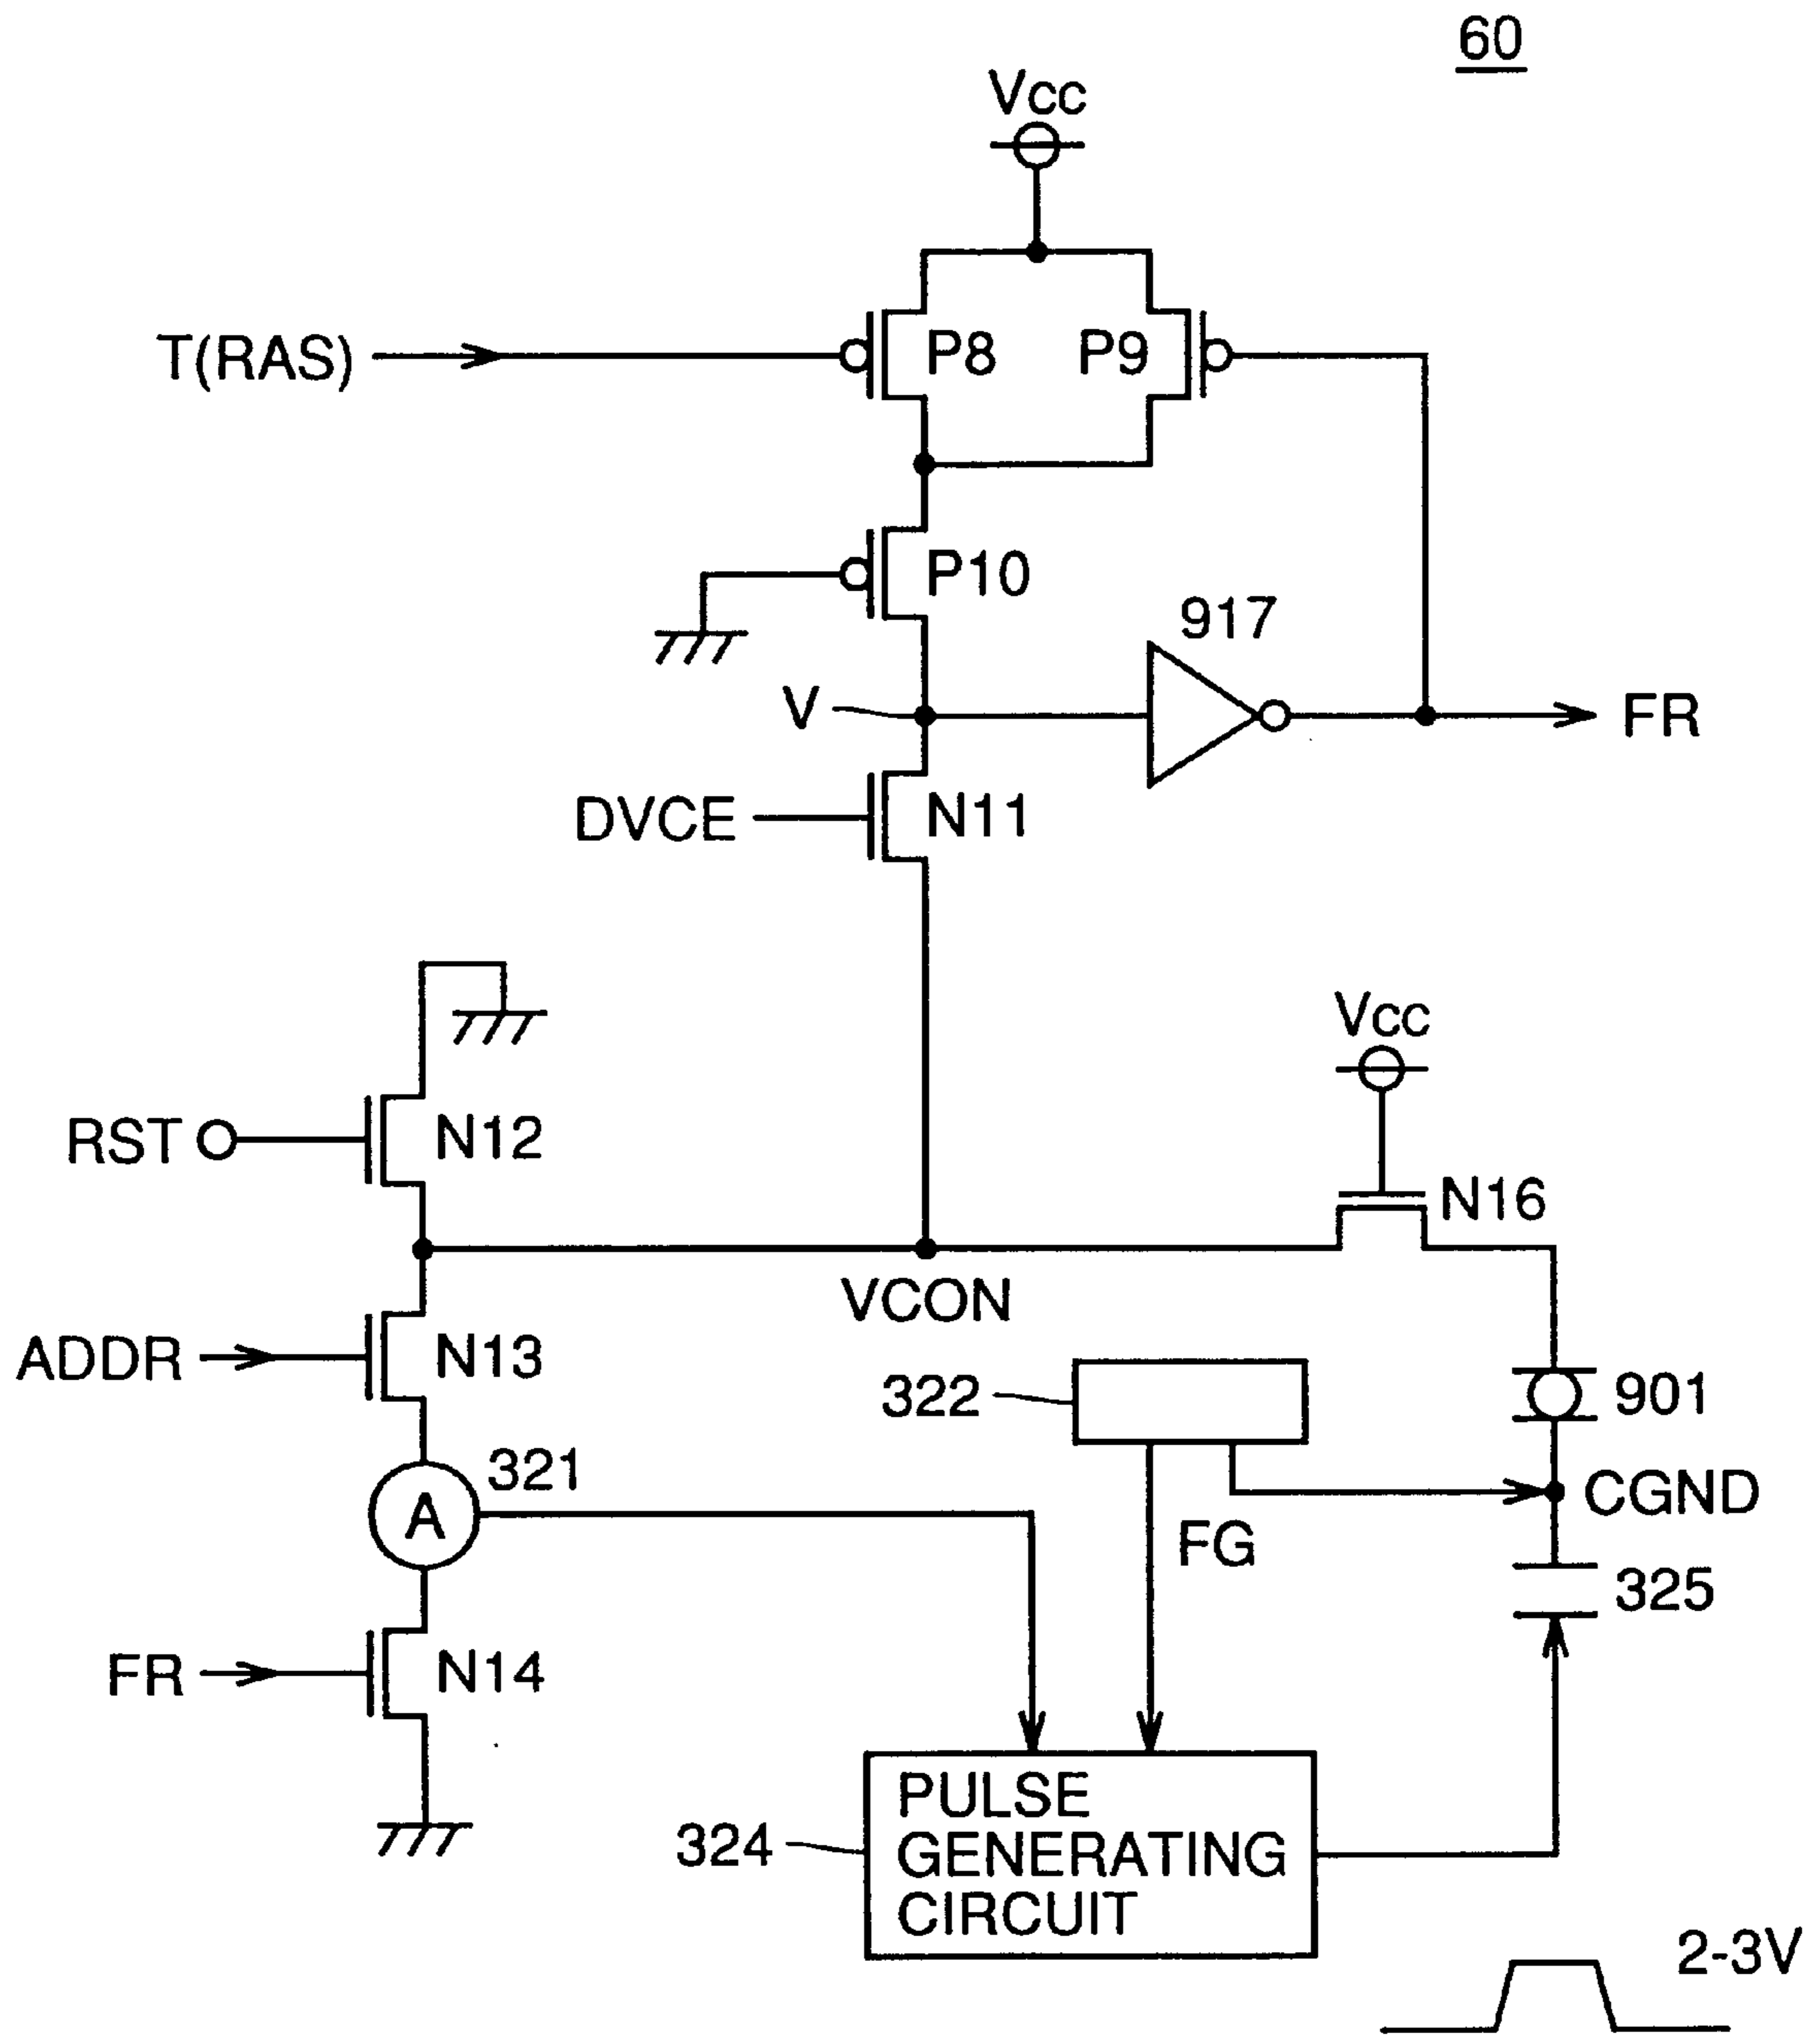 60
Vcc
T(RAS)
P8
P9
P10
917
V
FR
DVCE
N11
Vcc
RST
N12
N16
VCON
ADDR
N13
322
901
321
A
CGND
FG
325
FR
N14
324
PULSE
GENERATING
CIRCUIT
2-3V